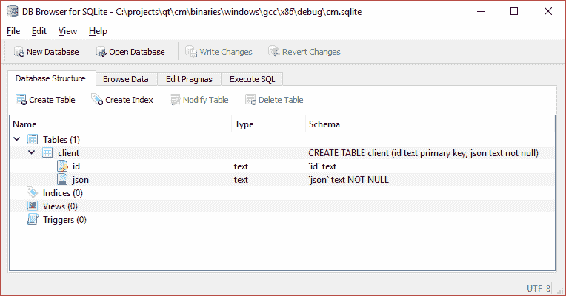 DB Browser for SQLite - C:\projects\qt\cm\binaries\windows\gcc\x86\debug\cm.sqlite
File Edit View Help
New Database Open Database Write Changes Revert Changes
Database Structure Browse Data Edit Pragmas Execute SQL
Create Table Create Index Modify Table Delete Table
Name Type Schema
Tables (1)
client CREATE TABLE client (id text primary key, json text not null)
id text `id` text
json text `json` text NOT NULL
Indices (0)
Views (0)
Triggers (0)
UTF-8